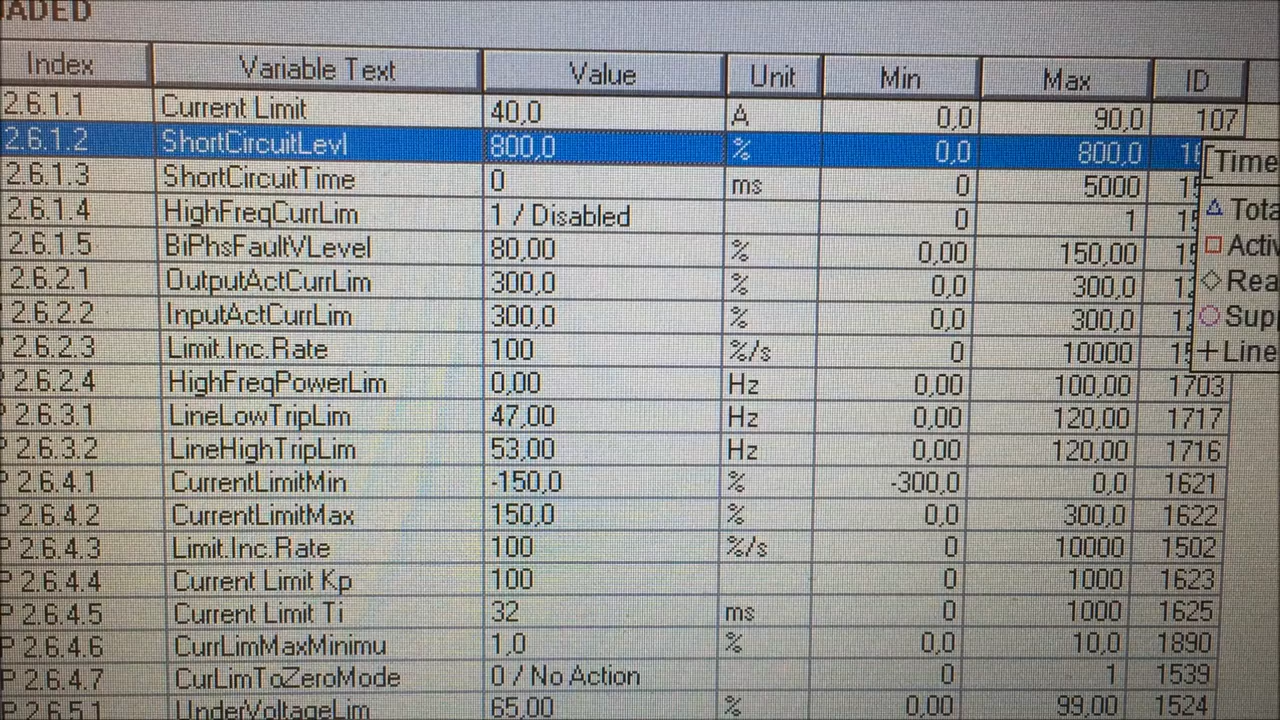 ADED
Index Variable Text Value Unit Min Max ID
2.6.1.1 Current Limit 40,0 A 0,0 90,0 107
2.6.1.2 ShortCircuitLevl 800,0 % 0,0 800,0
2.6.1.3 ShortCircuitTime 0 ms 0 5000
2.6.1.4 HighFreqCurrLim 1 / Disabled 0 1
2.6.1.5 BiPhsFaultVLevel 80,00 % 0,00 150,00
2.6.2.1 OutputActCurrLim 300,0 % 0,0 300,0
2.6.2.2 InputActCurrLim 300,0 % 0,0 300,0
2.6.2.3 Limit.Inc.Rate 100 %/s 0 10000
P 2.6.2.4 HighFreqPowerLim 0,00 Hz 0,00 100,00 1703
P 2.6.3.1 LineLowTripLim 47,00 Hz 0,00 120,00 1717
P 2.6.3.2 LineHighTripLim 53,00 Hz 0,00 120,00 1716
P 2.6.4.1 CurrentLimitMin -150,0 % -300,0 0,0 1621
P 2.6.4.2 CurrentLimitMax 150,0 % 0,0 300,0 1622
P 2.6.4.3 Limit.Inc.Rate 100 %/s 0 10000 1502
P 2.6.4.4 Current Limit Kp 100 0 1000 1623
P 2.6.4.5 Current Limit Ti 32 ms 0 1000 1625
P 2.6.4.6 CurrLimMaxMinimu 1,0 % 0,0 10,0 1890
P 2.6.4.7 CurLimToZeroMode 0 / No Action 0 1 1539
P 2.6.5.1 UnderVoltageLim 65,00 % 0,00 99,00 1524
[Time
Tota
Activ
Rea
Sup
Line